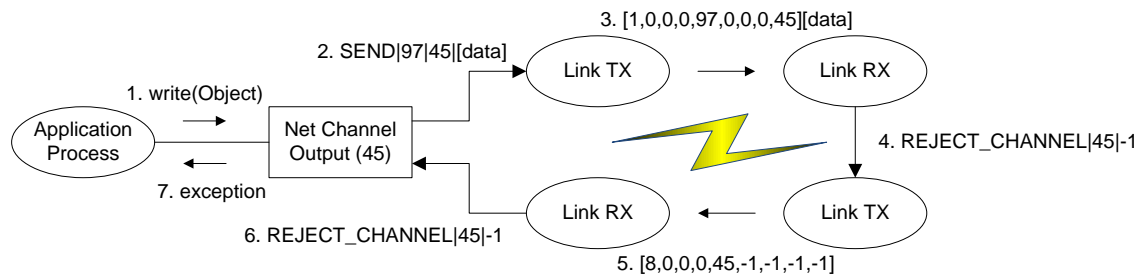 3. [1,0,0,0,97,0,0,0,45][data]
2. SEND|97|45|[data]
Link TX
Link RX
1. write(Object)
Application
Process
Net Channel
Output (45)
4. REJECT_CHANNEL|45|-1
7. exception
Link RX
Link TX
6. REJECT_CHANNEL|45|-1
5. [8,0,0,0,45,-1,-1,-1,-1]